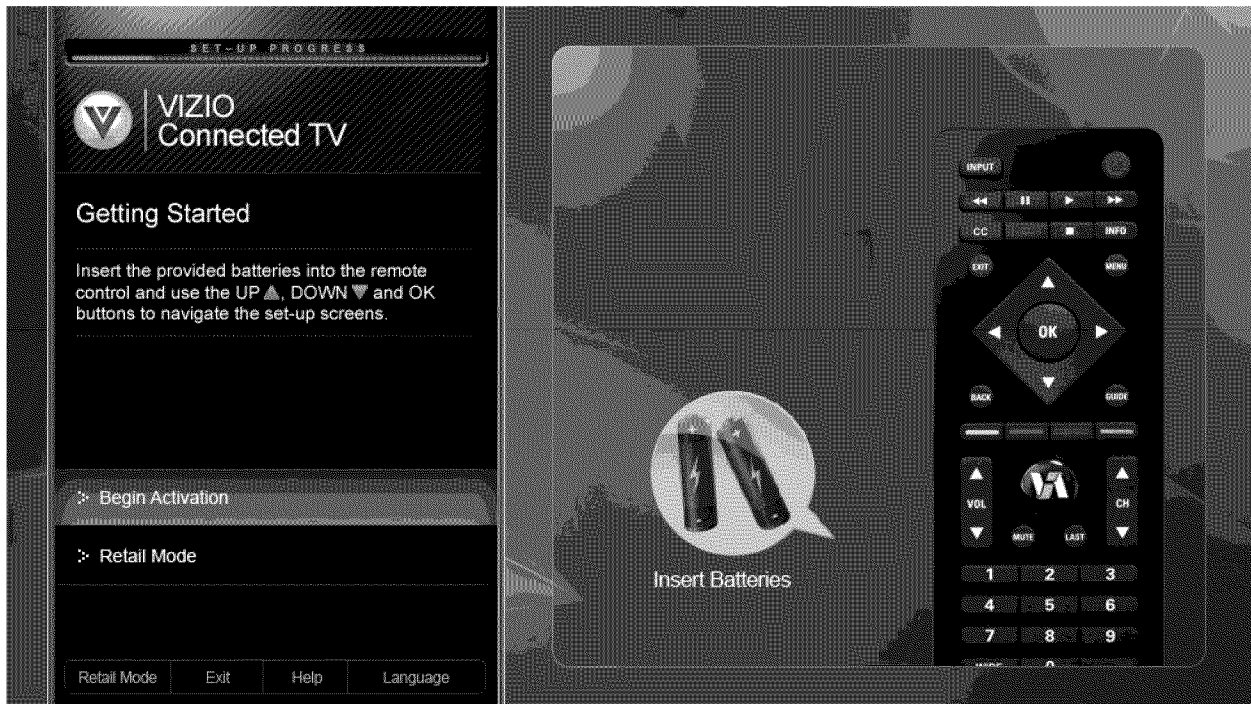 SET-UP PROGRESS
VIZIO
Connected TV
Getting Started
Insert the provided batteries into the remote
control and use the UP ▲, DOWN ▼ and OK
buttons to navigate the set-up screens.
> Begin Activation
> Retail Mode
Retail Mode Exit Help Language
Insert Batteries
INPUT
CC INFO
EXIT MENU
OK
BACK GUIDE
VOL CH
MUTE LAST
1 2 3
4 5 6
7 8 9